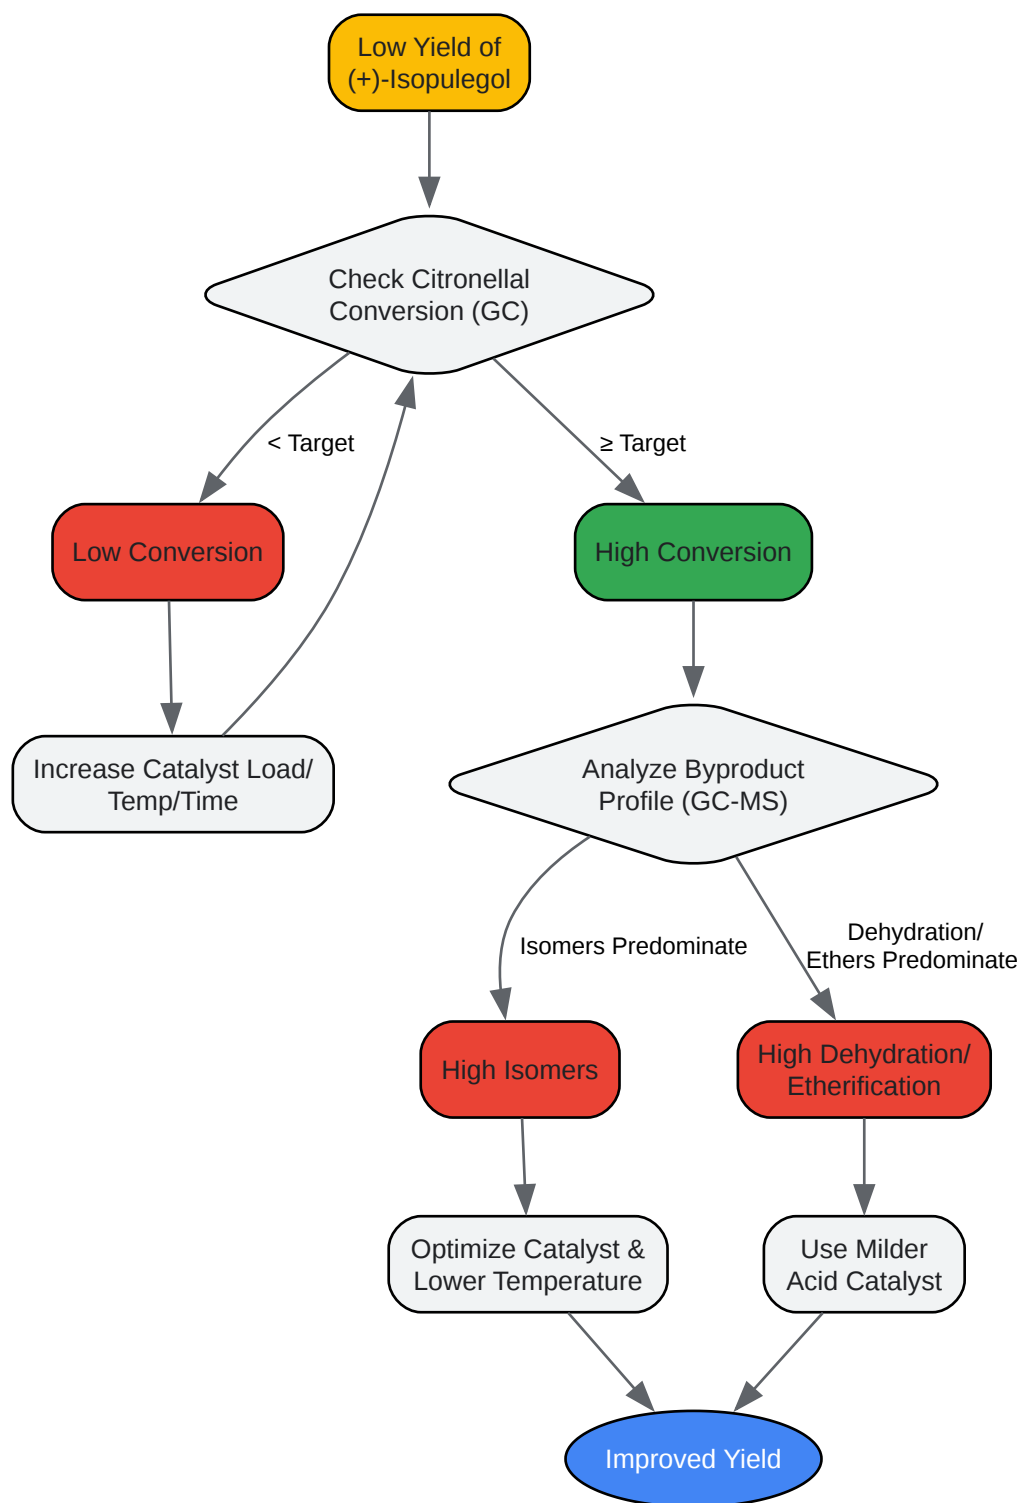 Low Yield of
(+)-Isopulegol
Check Citronellal
Conversion (GC)
< Target
≥ Target
Low Conversion
High Conversion
Increase Catalyst Load/
Temp/Time
Analyze Byproduct
Profile (GC-MS)
Isomers Predominate
Dehydration/
Ethers Predominate
High Isomers
High Dehydration/
Etherification
Optimize Catalyst &
Lower Temperature
Use Milder
Acid Catalyst
Improved Yield